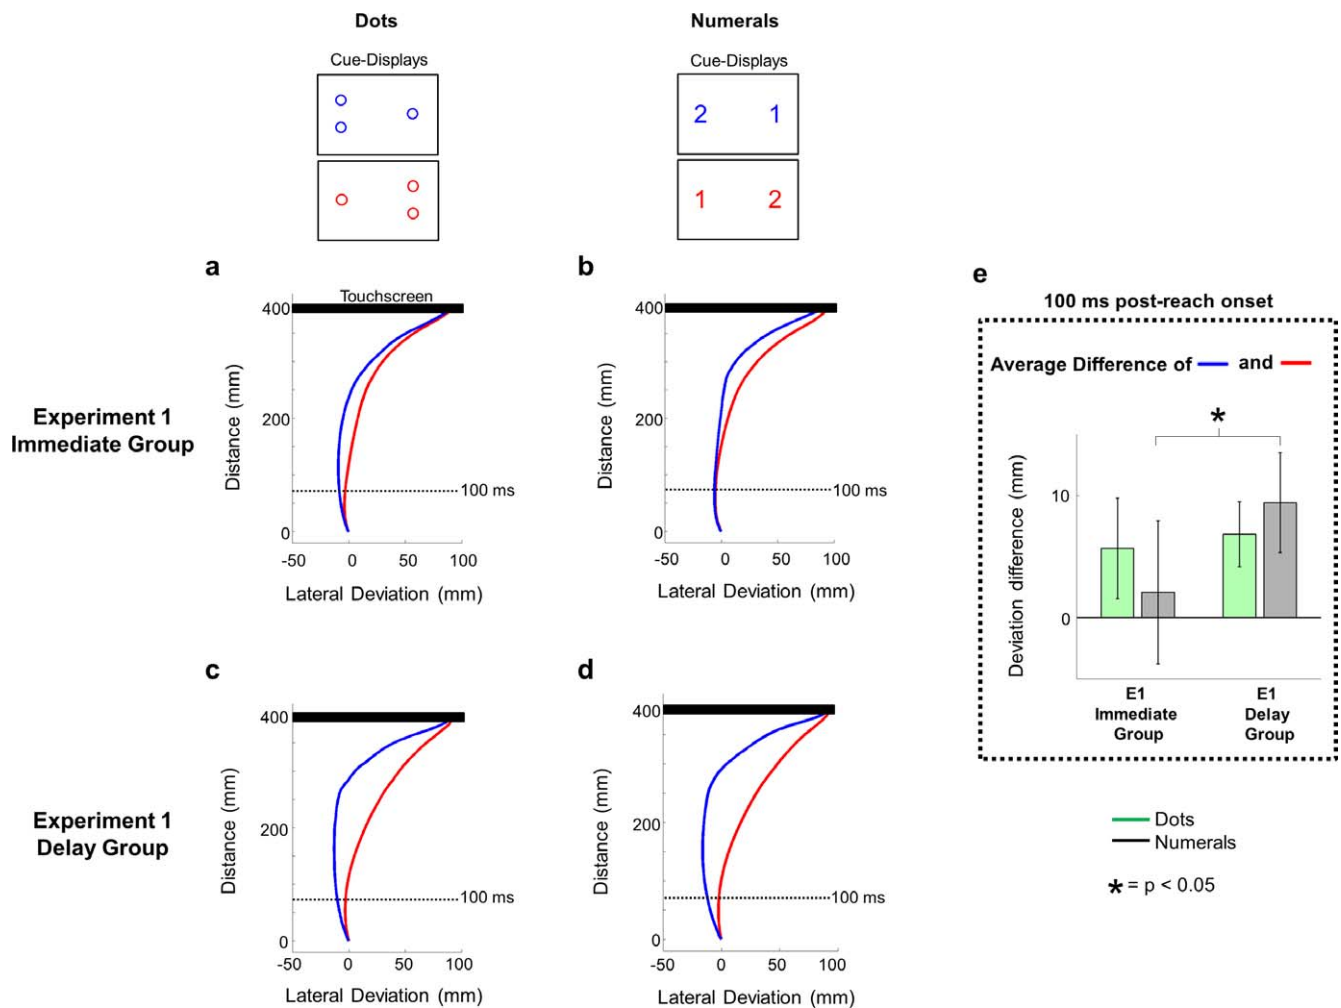 Dots
Numerals
Cue-Displays
Cue-Displays
2 1
1 2
a
b
Touchscreen
400
200
0
Distance (mm)
100 ms
-50 0 50 100
Lateral Deviation (mm)
400
200
0
Distance (mm)
100 ms
-50 0 50 100
Lateral Deviation (mm)
Experiment 1
Immediate Group
e
100 ms post-reach onset
Average Difference of and
*
Deviation difference (mm)
10
0
E1
Immediate
Group
E1
Delay
Group
Dots
Numerals
* = p < 0.05
c
d
400
200
0
Distance (mm)
100 ms
-50 0 50 100
Lateral Deviation (mm)
400
200
0
Distance (mm)
100 ms
-50 0 50 100
Lateral Deviation (mm)
Experiment 1
Delay Group